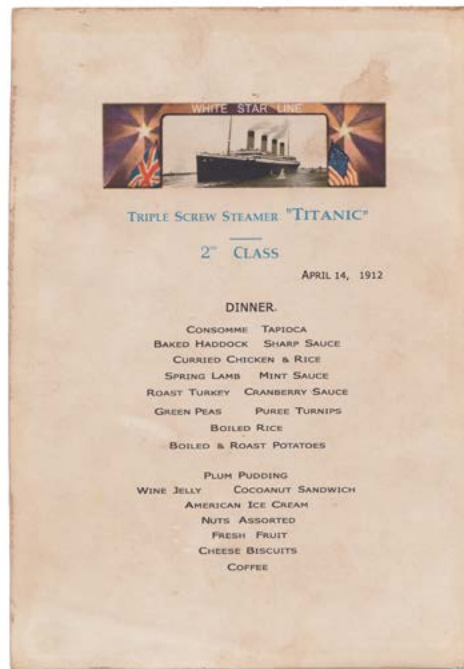 WHITE STAR LINE
TRIPLE SCREW STEAMER "TITANIC"
2ND CLASS
APRIL 14, 1912
DINNER.
CONSOMME TAPIOCA
BAKED HADDOCK SHARP SAUCE
CURRIED CHICKEN & RICE
SPRING LAMB MINT SAUCE
ROAST TURKEY CRANBERRY SAUCE
GREEN PEAS PUREE TURNIPS
BOILED RICE
BOILED & ROAST POTATOES
PLUM PUDDING
WINE JELLY COCOANUT SANDWICH
AMERICAN ICE CREAM
NUTS ASSORTED
FRESH FRUIT
CHEESE BISCUITS
COFFEE